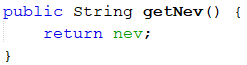 public String getNev() {
    return nev;
}